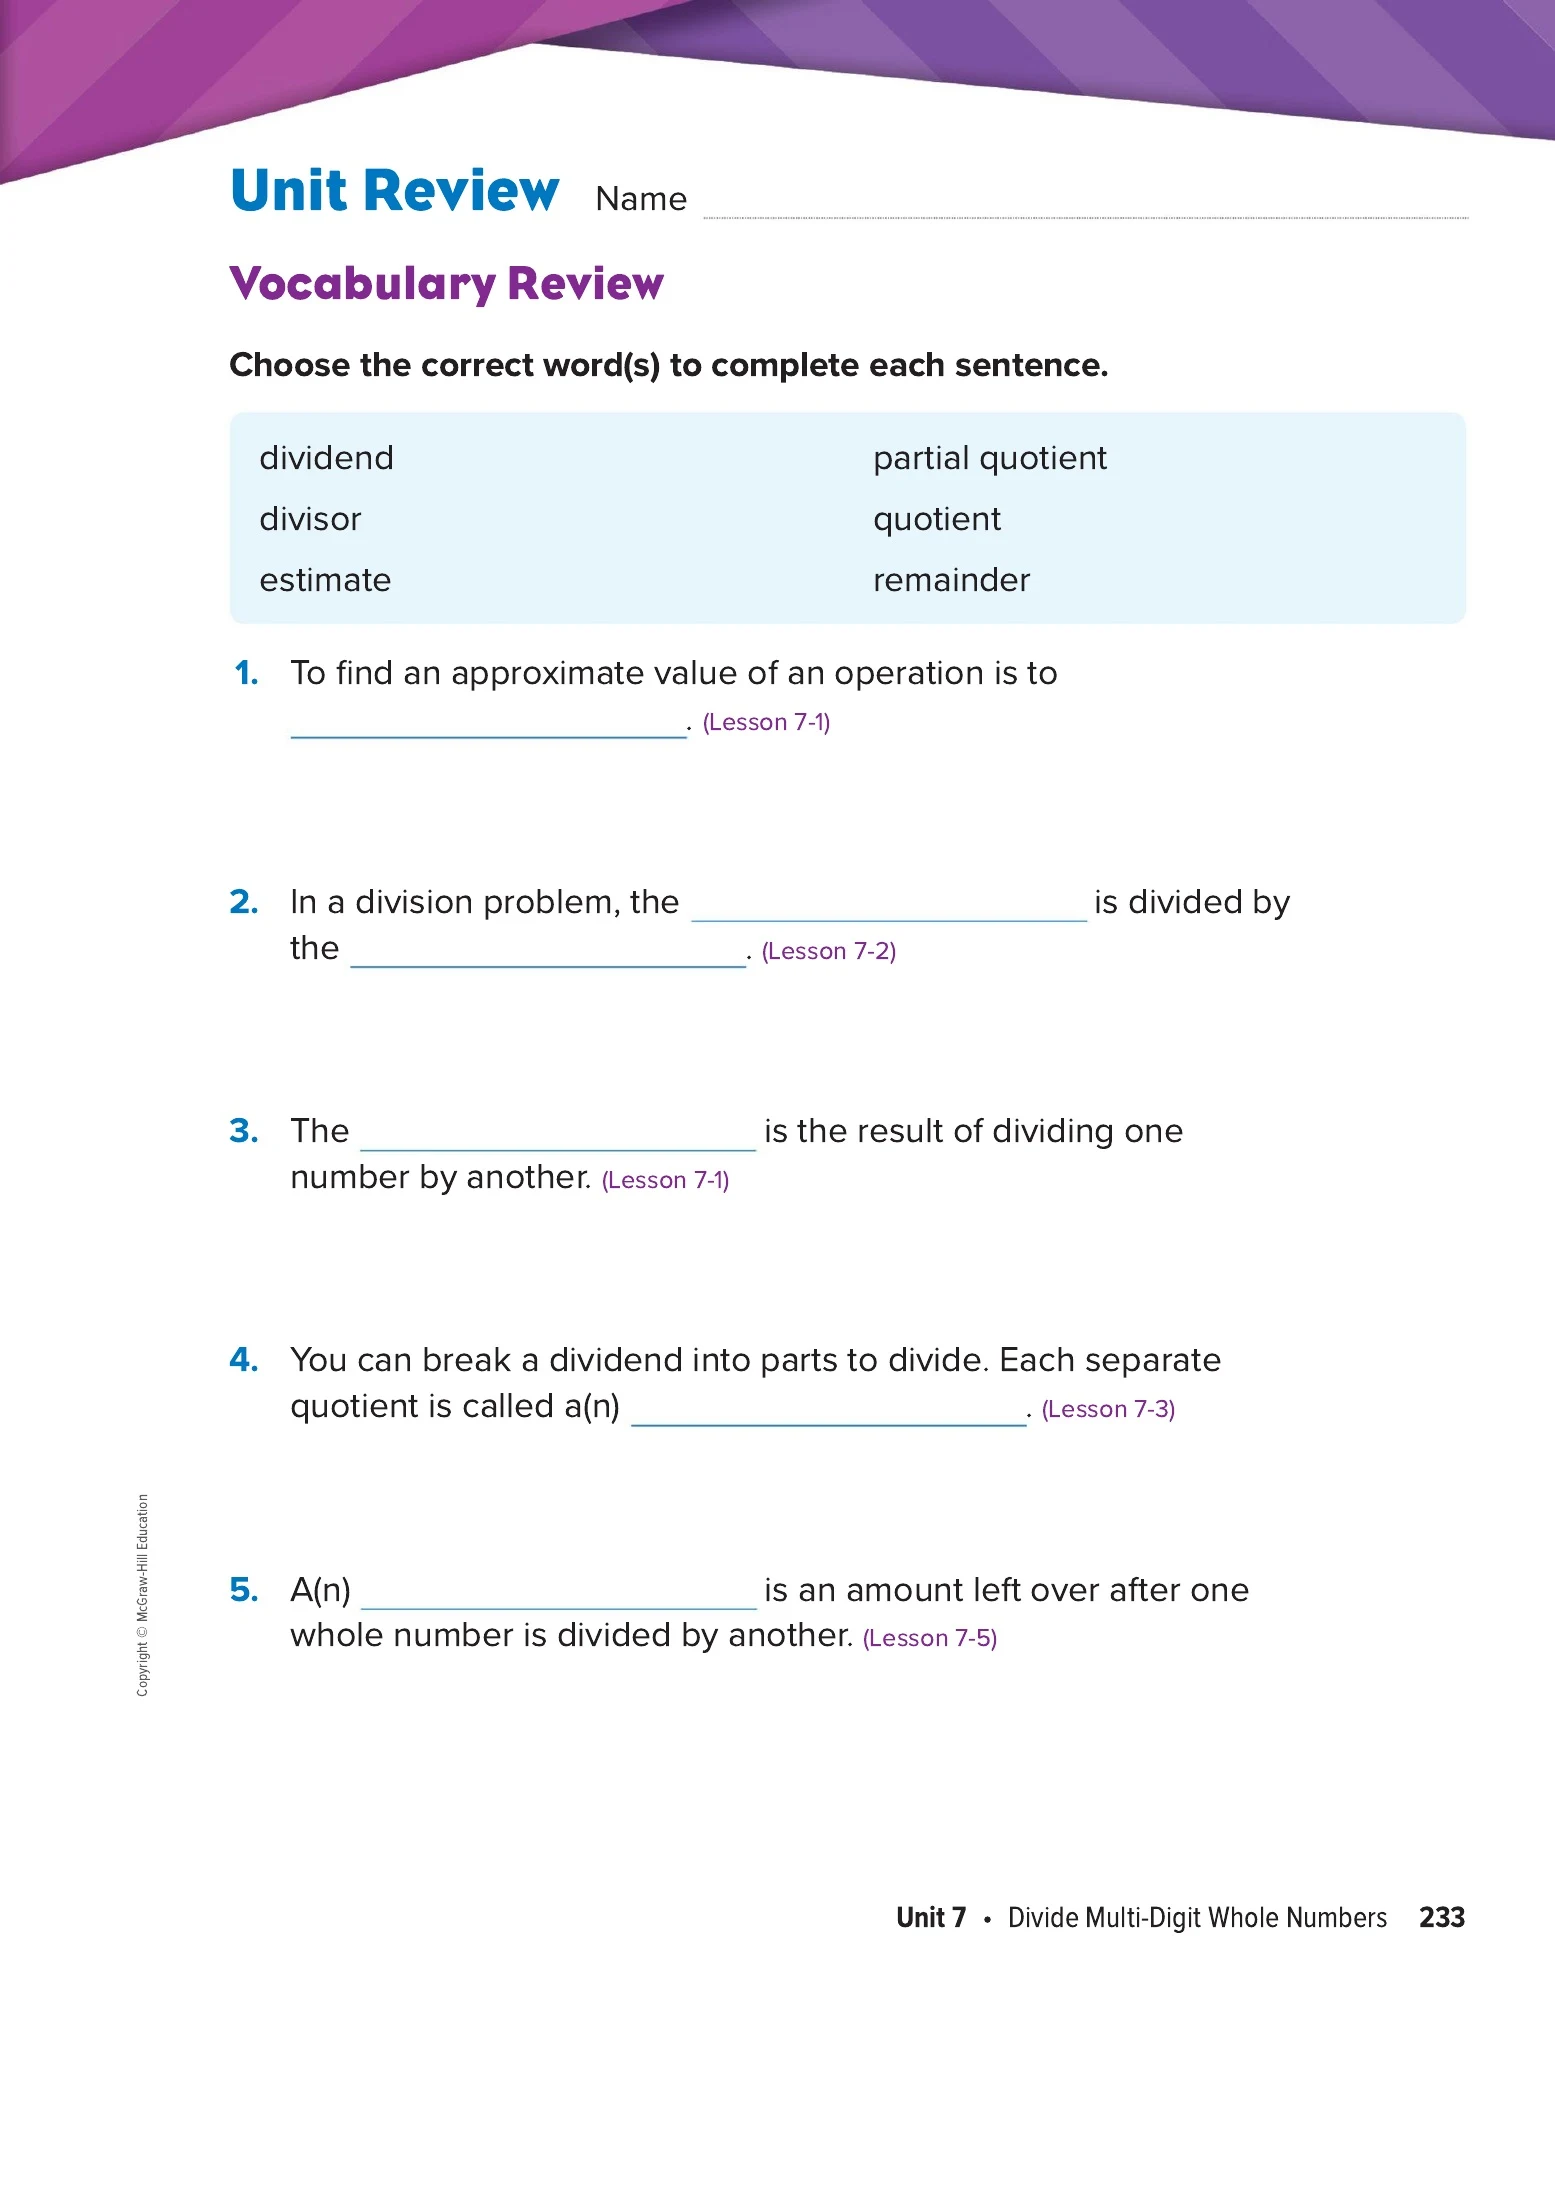 Unit Review Name
Vocabulary Review
Choose the correct word(s) to complete each sentence.
dividend partial quotient
divisor quotient
estimate remainder
1. To find an approximate value of an operation is to
. (Lesson 7-1)
2. In a division problem, the is divided by
the . (Lesson 7-2)
3. The is the result of dividing one
number by another. (Lesson 7-1)
4. You can break a dividend into parts to divide. Each separate
quotient is called a(n) . (Lesson 7-3)
5. A(n) is an amount left over after one
whole number is divided by another. (Lesson 7-5)
Copyright © McGraw-Hill Education
Unit 7 • Divide Multi-Digit Whole Numbers 233